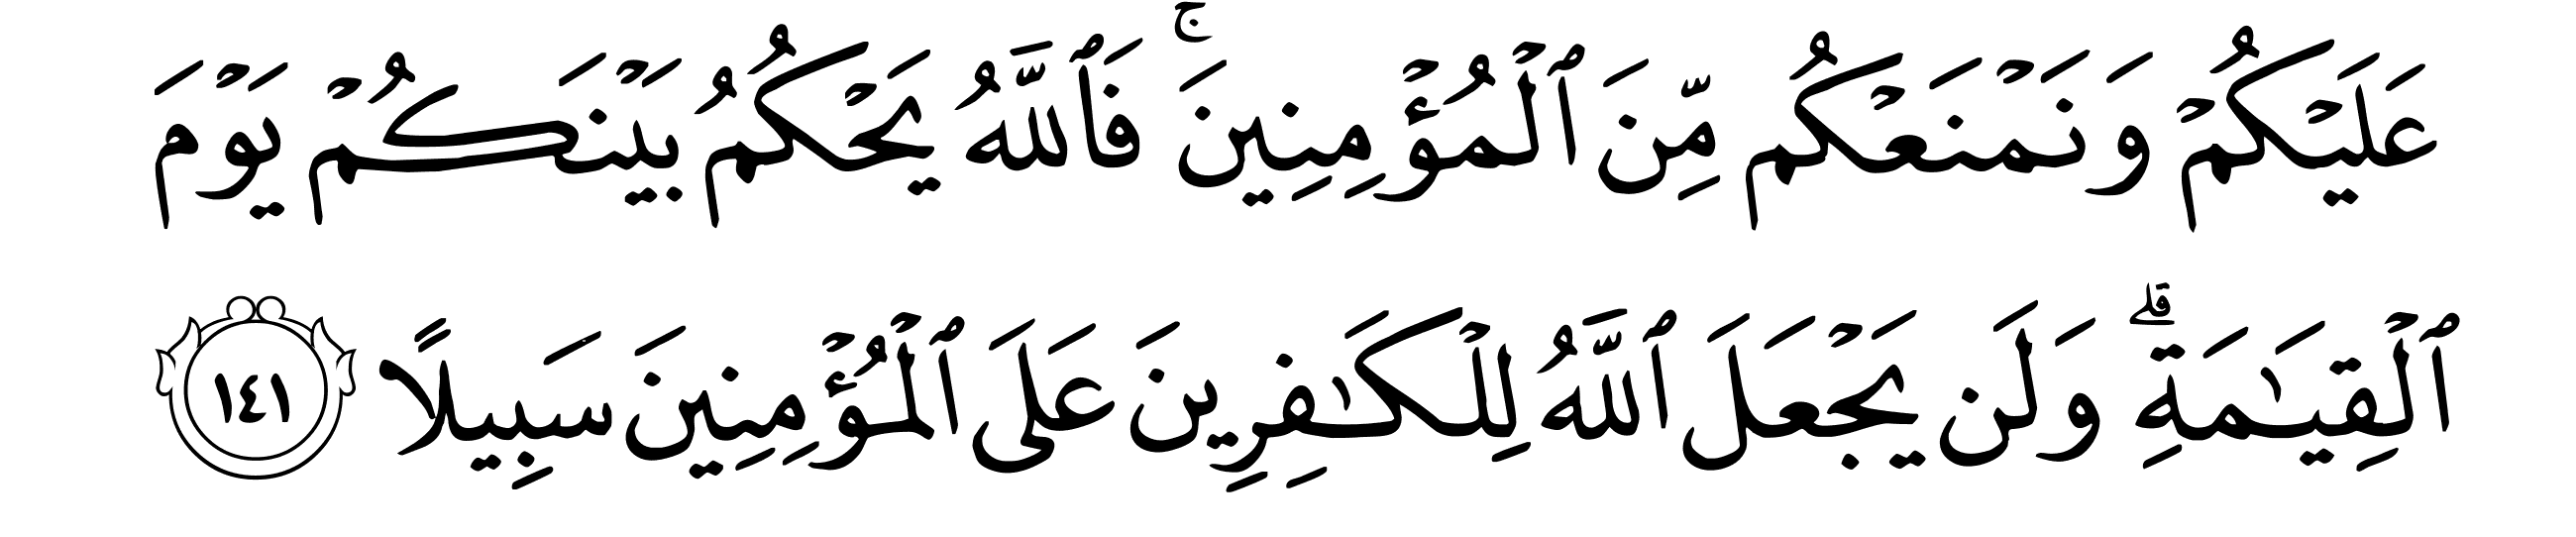 عَلَيْكُمْ وَنَمْنَعْكُم مِّنَ ٱلْمُؤْمِنِينَ ۚ فَٱللَّهُ يَحْكُمُ بَيْنَكُمْ يَوْمَ
ٱلْقِيَـٰمَةِ ۗ وَلَن يَجْعَلَ ٱللَّهُ لِلْكَـٰفِرِينَ عَلَى ٱلْمُؤْمِنِينَ سَبِيلًا ١٤١